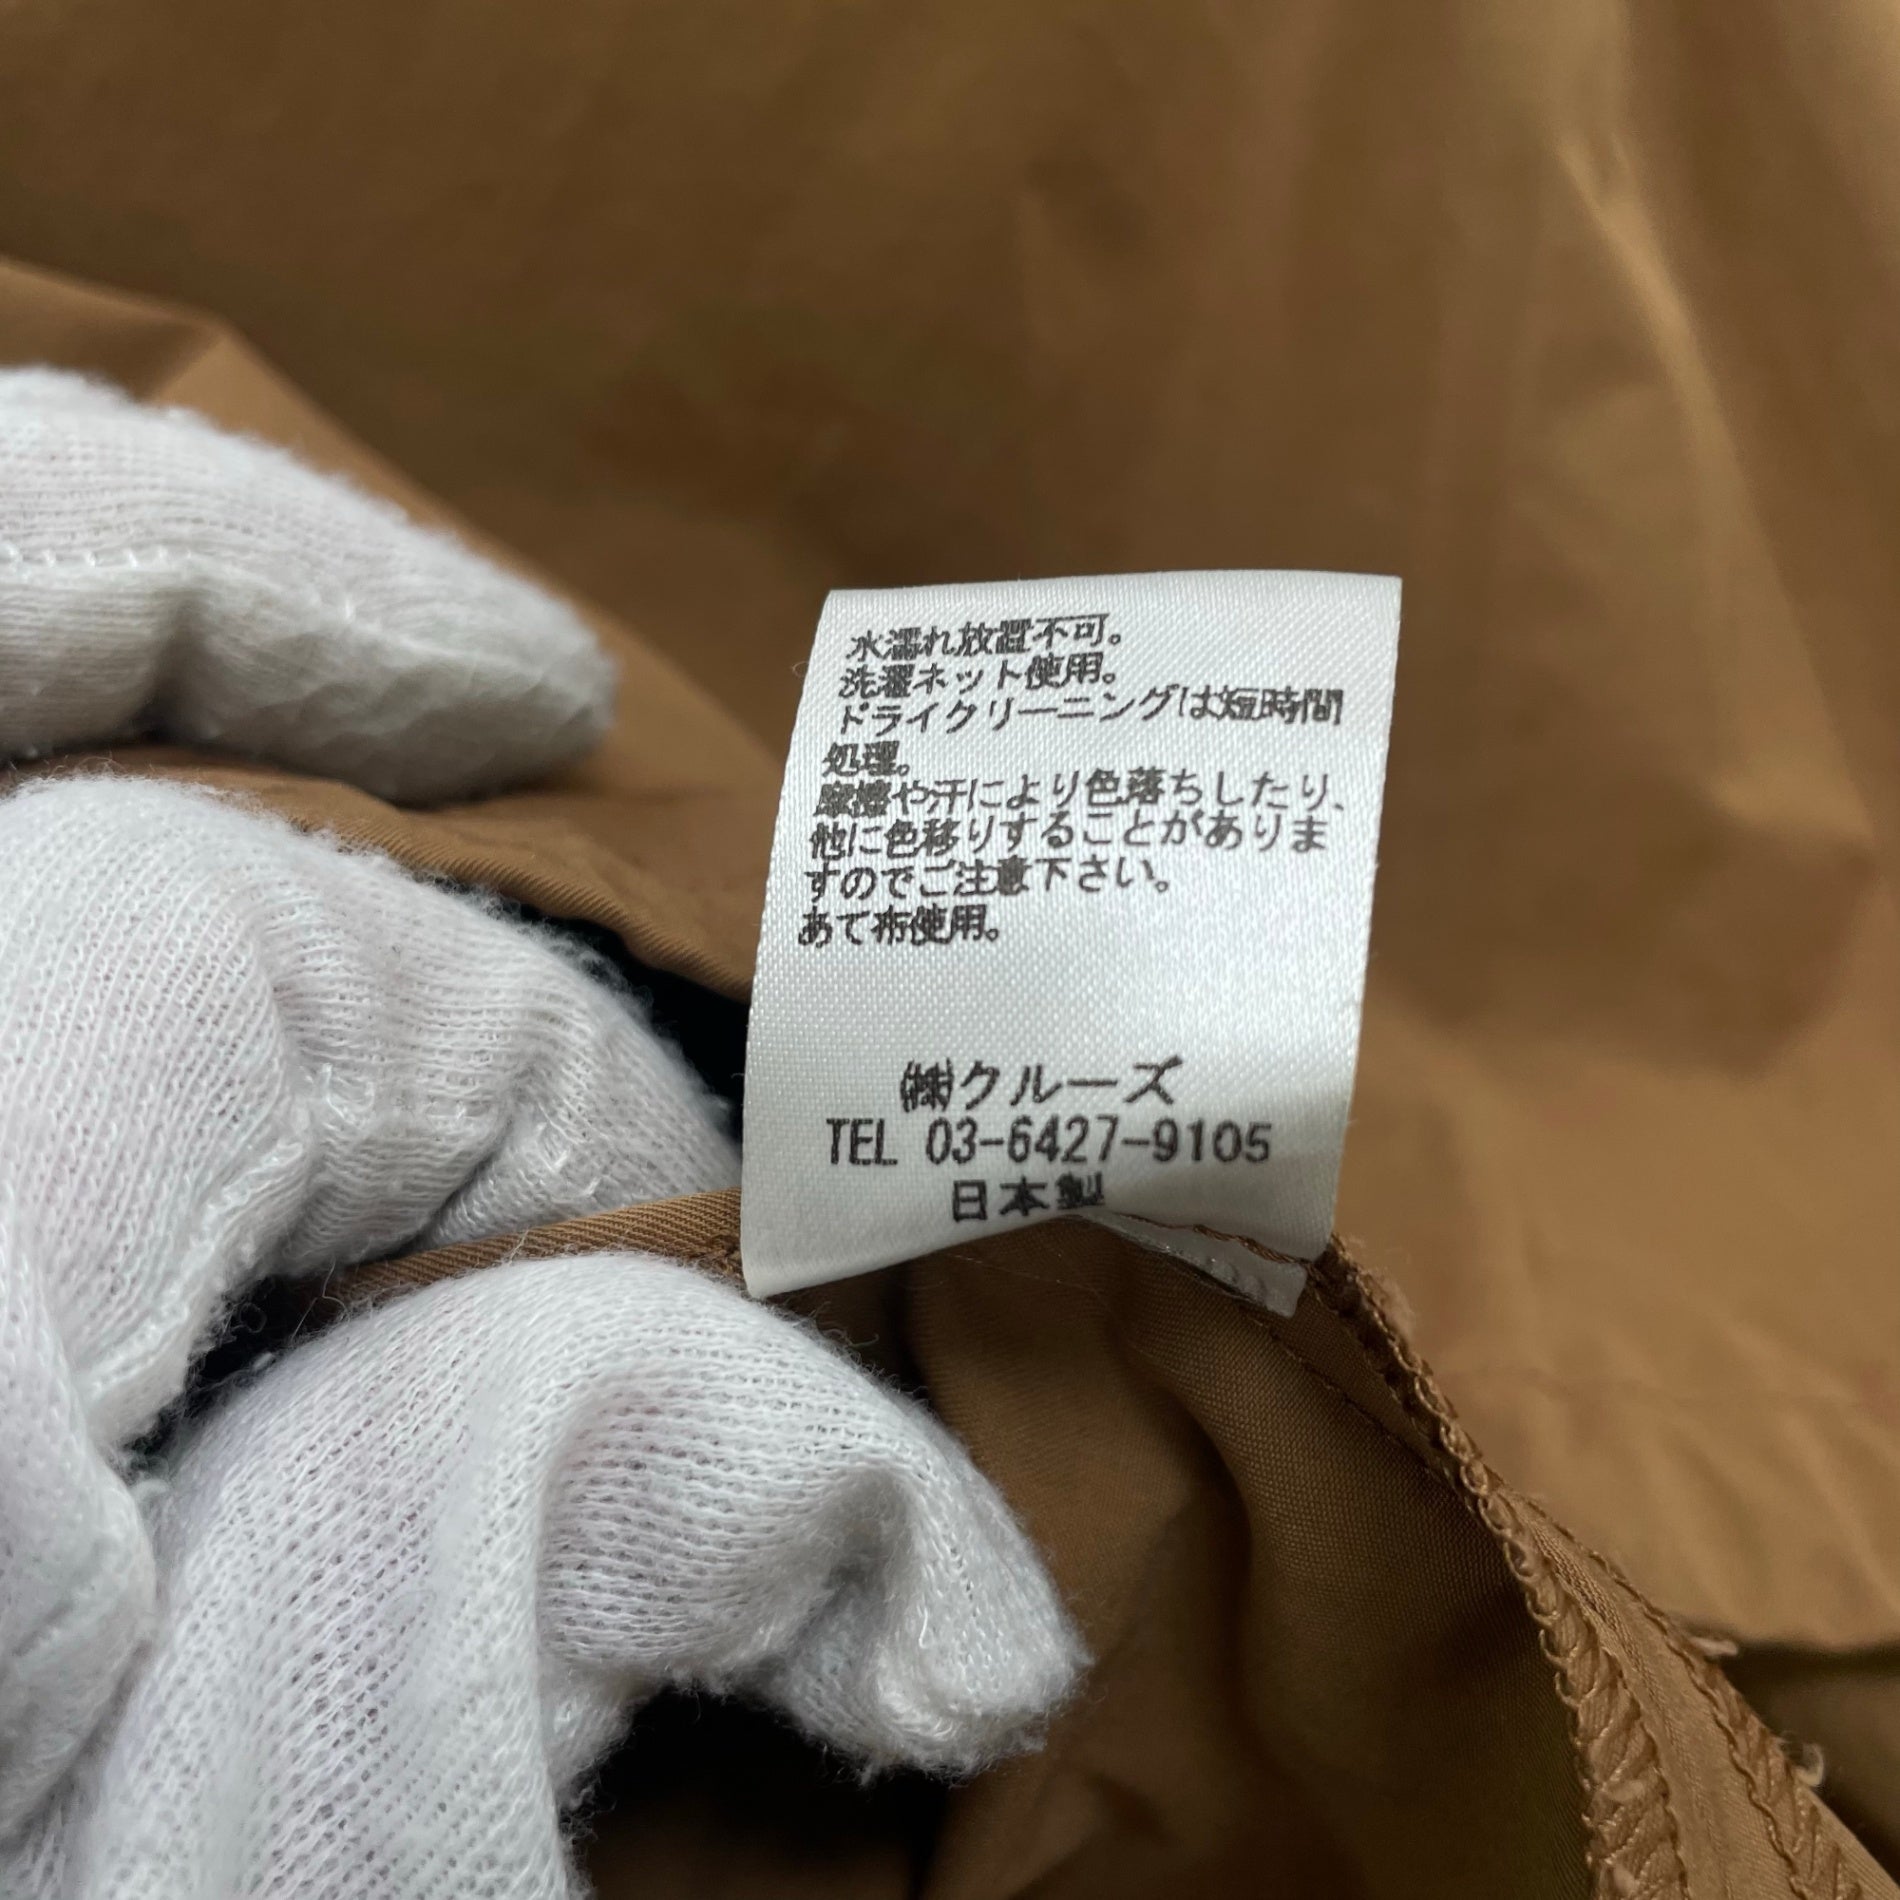 水濡れ放置不可。
洗濯ネット使用。
ドライクリーニングは短時間
処理。
摩擦や汗により色落ちしたり、
他に色移りすることがありま
すのでご注意下さい。
あて布使用。
㈱クルーズ
TEL 03-6427-9105
日本製